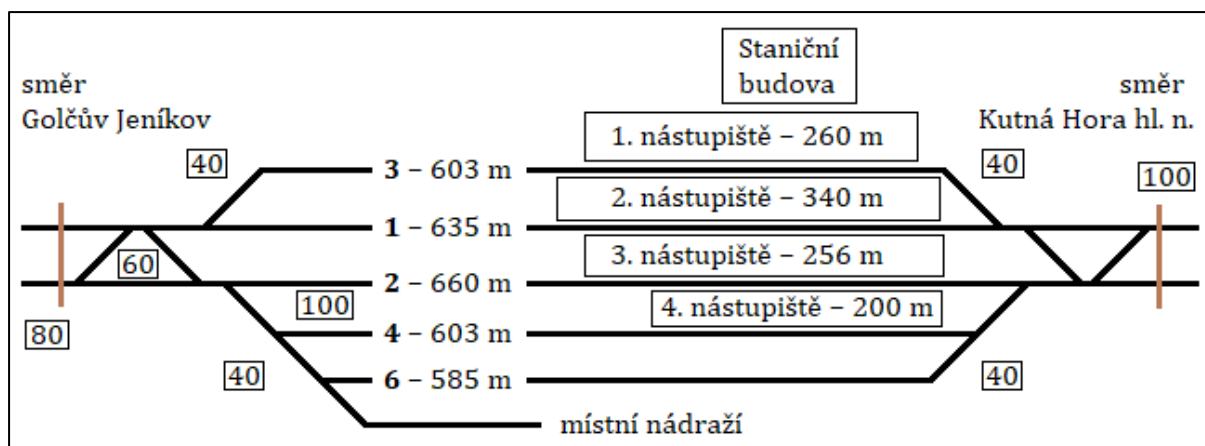 Staniční
budova
směr
Golčův Jeníkov
směr
Kutná Hora hl. n.
1. nástupiště – 260 m
40
3 – 603 m
40
100
2. nástupiště – 340 m
1 – 635 m
3. nástupiště – 256 m
60
2 – 660 m
100
4. nástupiště – 200 m
80
4 – 603 m
40
6 – 585 m
40
místní nádraží